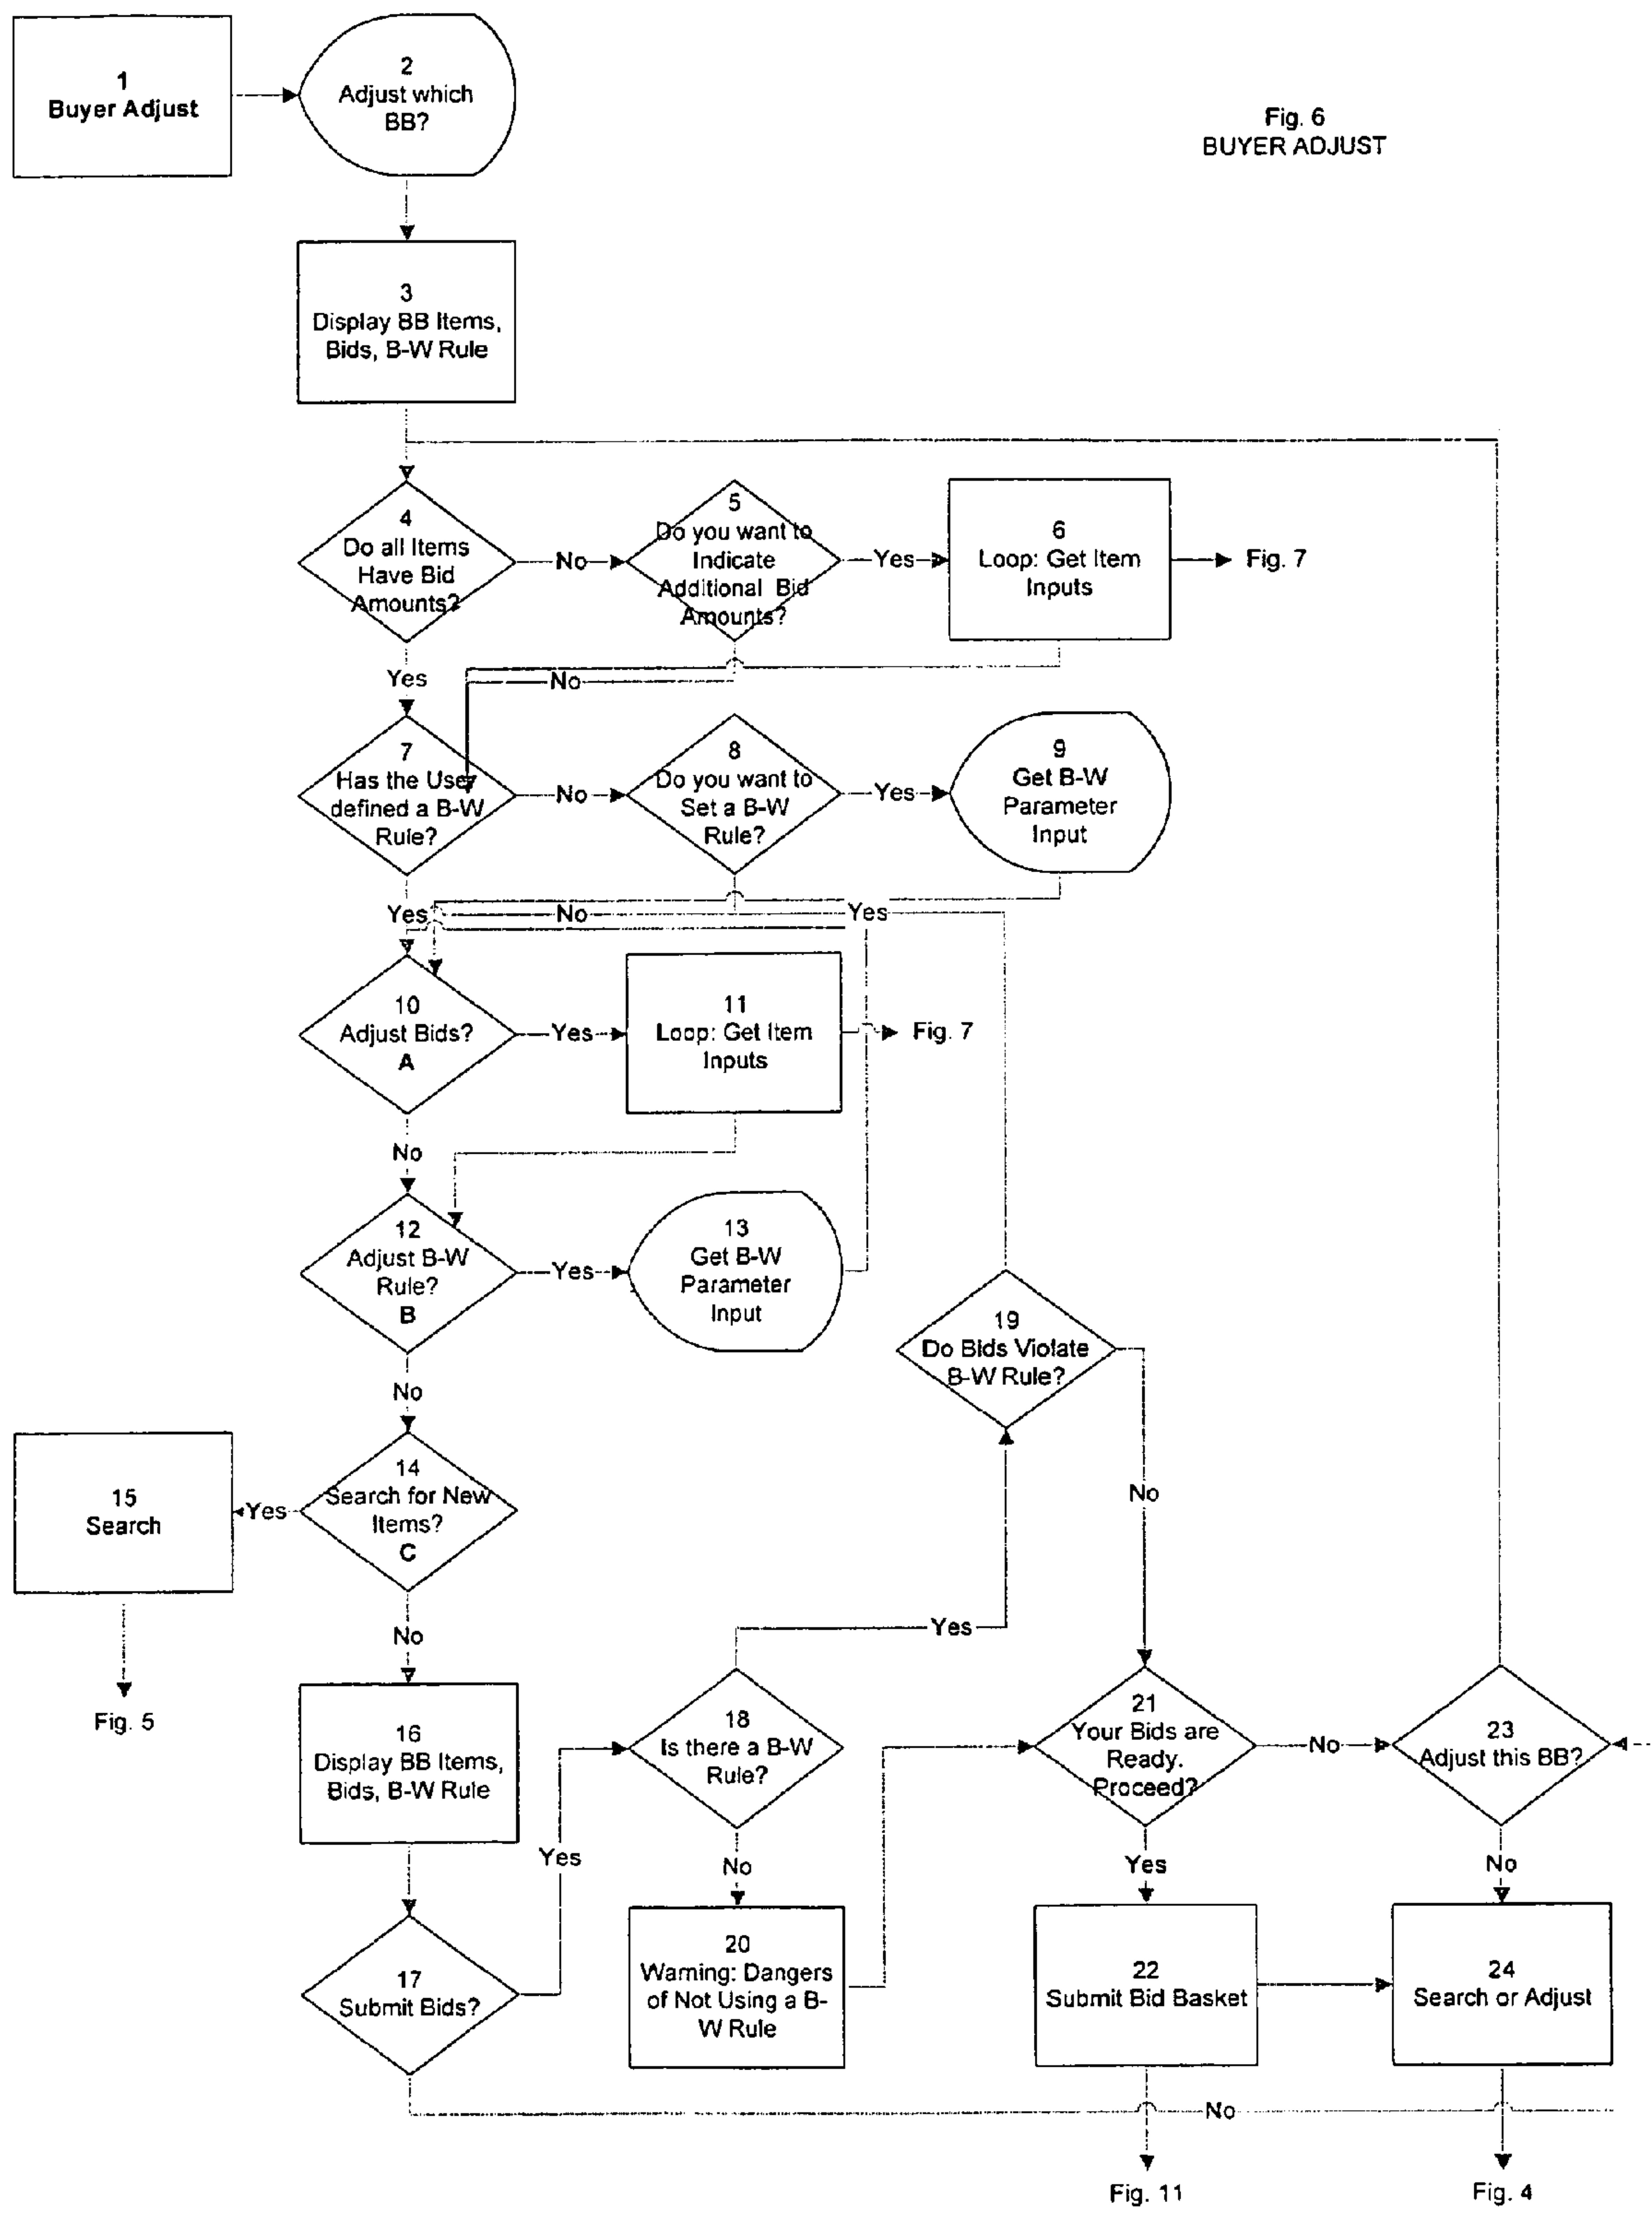 1
Buyer Adjust
2
Adjust which
BB?
Fig. 6
BUYER ADJUST
3
Display BB Items,
Bids, B-W Rule
4
Do all Items
Have Bid
Amounts?
No
5
Do you want to
Indicate
Additional Bid
Amounts?
Yes
6
Loop: Get Item
Inputs
Fig. 7
Yes
No
7
Has the User
defined a B-W
Rule?
No
8
Do you want to
Set a B-W
Rule?
Yes
9
Get B-W
Parameter
Input
Yes
No
Yes
10
Adjust Bids?
A
Yes
11
Loop: Get Item
Inputs
Fig. 7
No
12
Adjust B-W
Rule?
B
Yes
13
Get B-W
Parameter
Input
19
Do Bids Violate
B-W Rule?
No
No
14
Search for New
Items?
C
Yes
15
Search
Fig. 5
No
Yes
16
Display BB Items,
Bids, B-W Rule
Yes
18
Is there a B-W
Rule?
21
Your Bids are
Ready.
Proceed?
No
23
Adjust this BB?
No
Yes
No
17
Submit Bids?
20
Warning: Dangers
of Not Using a B-
W Rule
22
Submit Bid Basket
24
Search or Adjust
No
Fig. 11
Fig. 4